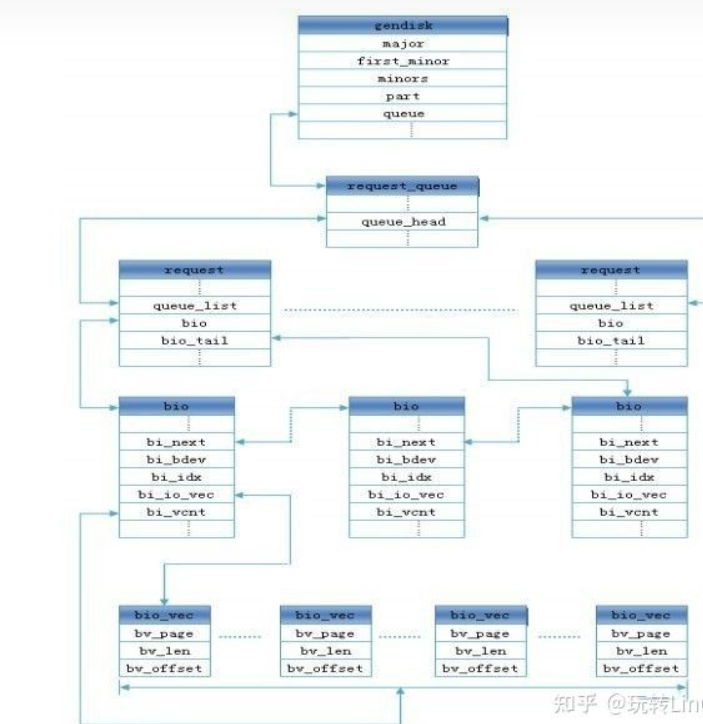 gendisk
major
first_minor
minors
part
queue
request_queue
queue_head
request
queue_list
bio
bio_tail
request
queue_list
bio
bio_tail
bio
bi_next
bi_bdev
bi_idx
bi_io_vec
bi_vcnt
bio
bi_next
bi_bdev
bi_idx
bi_io_vec
bi_vcnt
bio
bi_next
bi_bdev
bi_idx
bi_io_vec
bi_vcnt
bio_vec
bv_page
bv_len
bv_offset
bio_vec
bv_page
bv_len
bv_offset
bio_vec
bv_page
bv_len
bv_offset
bio_vec
bv_page
bv_len
bv_offset
知乎 @玩转Linu